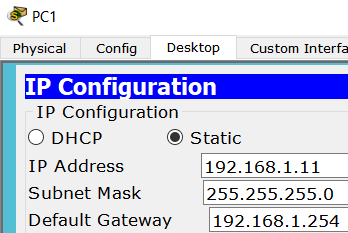 PC1
Physical Config Desktop Custom Interfa
IP Configuration
IP Configuration
DHCP Static
IP Address 192.168.1.11
Subnet Mask 255.255.255.0
Default Gateway 192.168.1.254